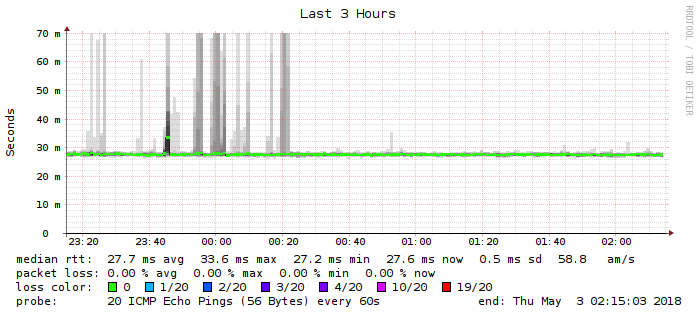 Last 3 Hours
RRDTOOL / TOBI OETIKER
Seconds
70 m
60 m
50 m
40 m
30 m
20 m
10 m
0
23:20 23:40 00:00 00:20 00:40 01:00 01:20 01:40 02:00
median rtt: 27.7 ms avg 33.6 ms max 27.2 ms min 27.6 ms now 0.5 ms sd 58.8 am/s
packet loss: 0.00 % avg 0.00 % max 0.00 % min 0.00 % now
loss color: 0 1/20 2/20 3/20 4/20 10/20 19/20
probe: 20 ICMP Echo Pings (56 Bytes) every 60s end: Thu May 3 02:15:03 2018